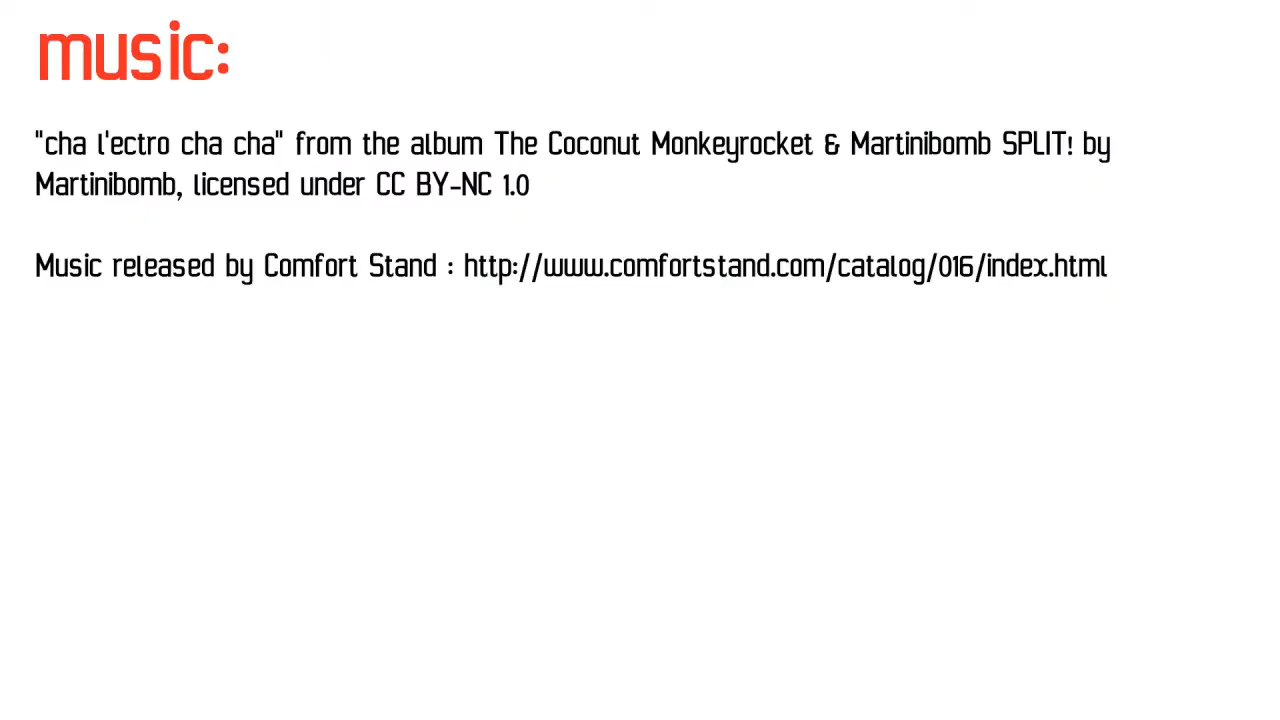 music:
"cha l'ectro cha cha" from the album The Coconut Monkeyrocket & Martinibomb SPLIT! by
Martinibomb, licensed under CC BY-NC 1.0
Music released by Comfort Stand : http://www.comfortstand.com/catalog/016/index.html